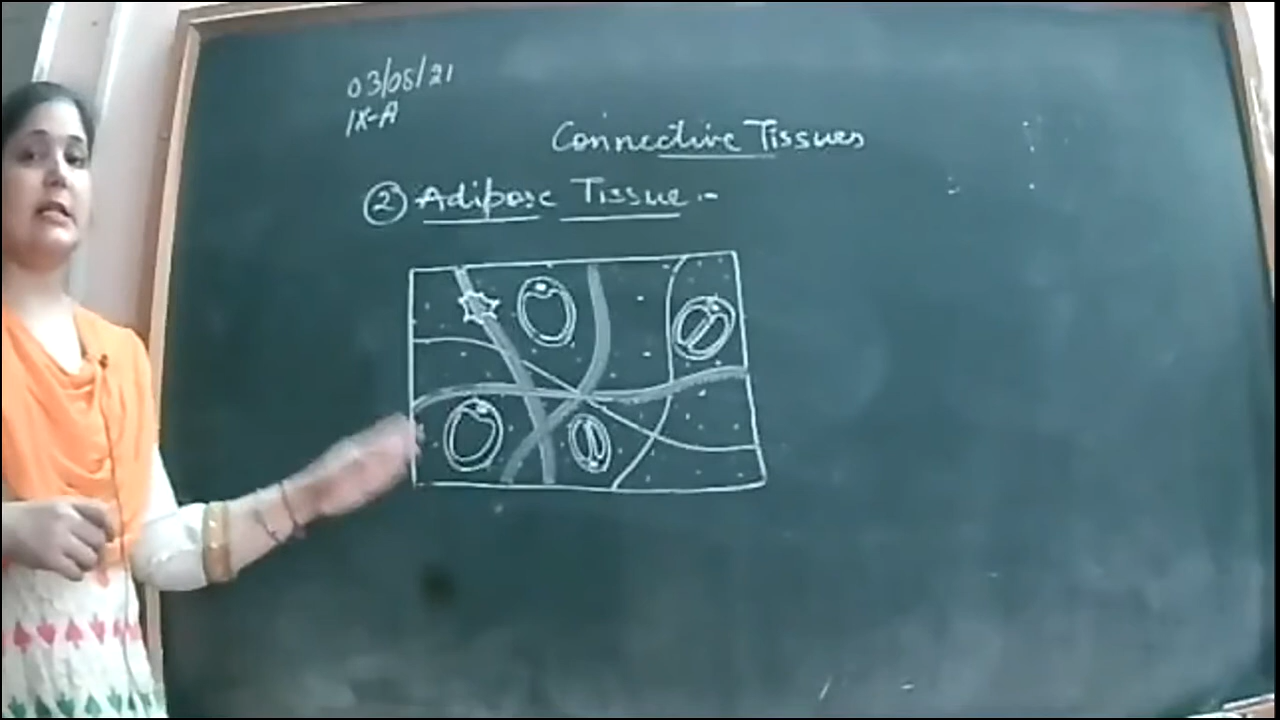 03/05/21
IX-A
Connective Tissues
② Adipose Tissue :-